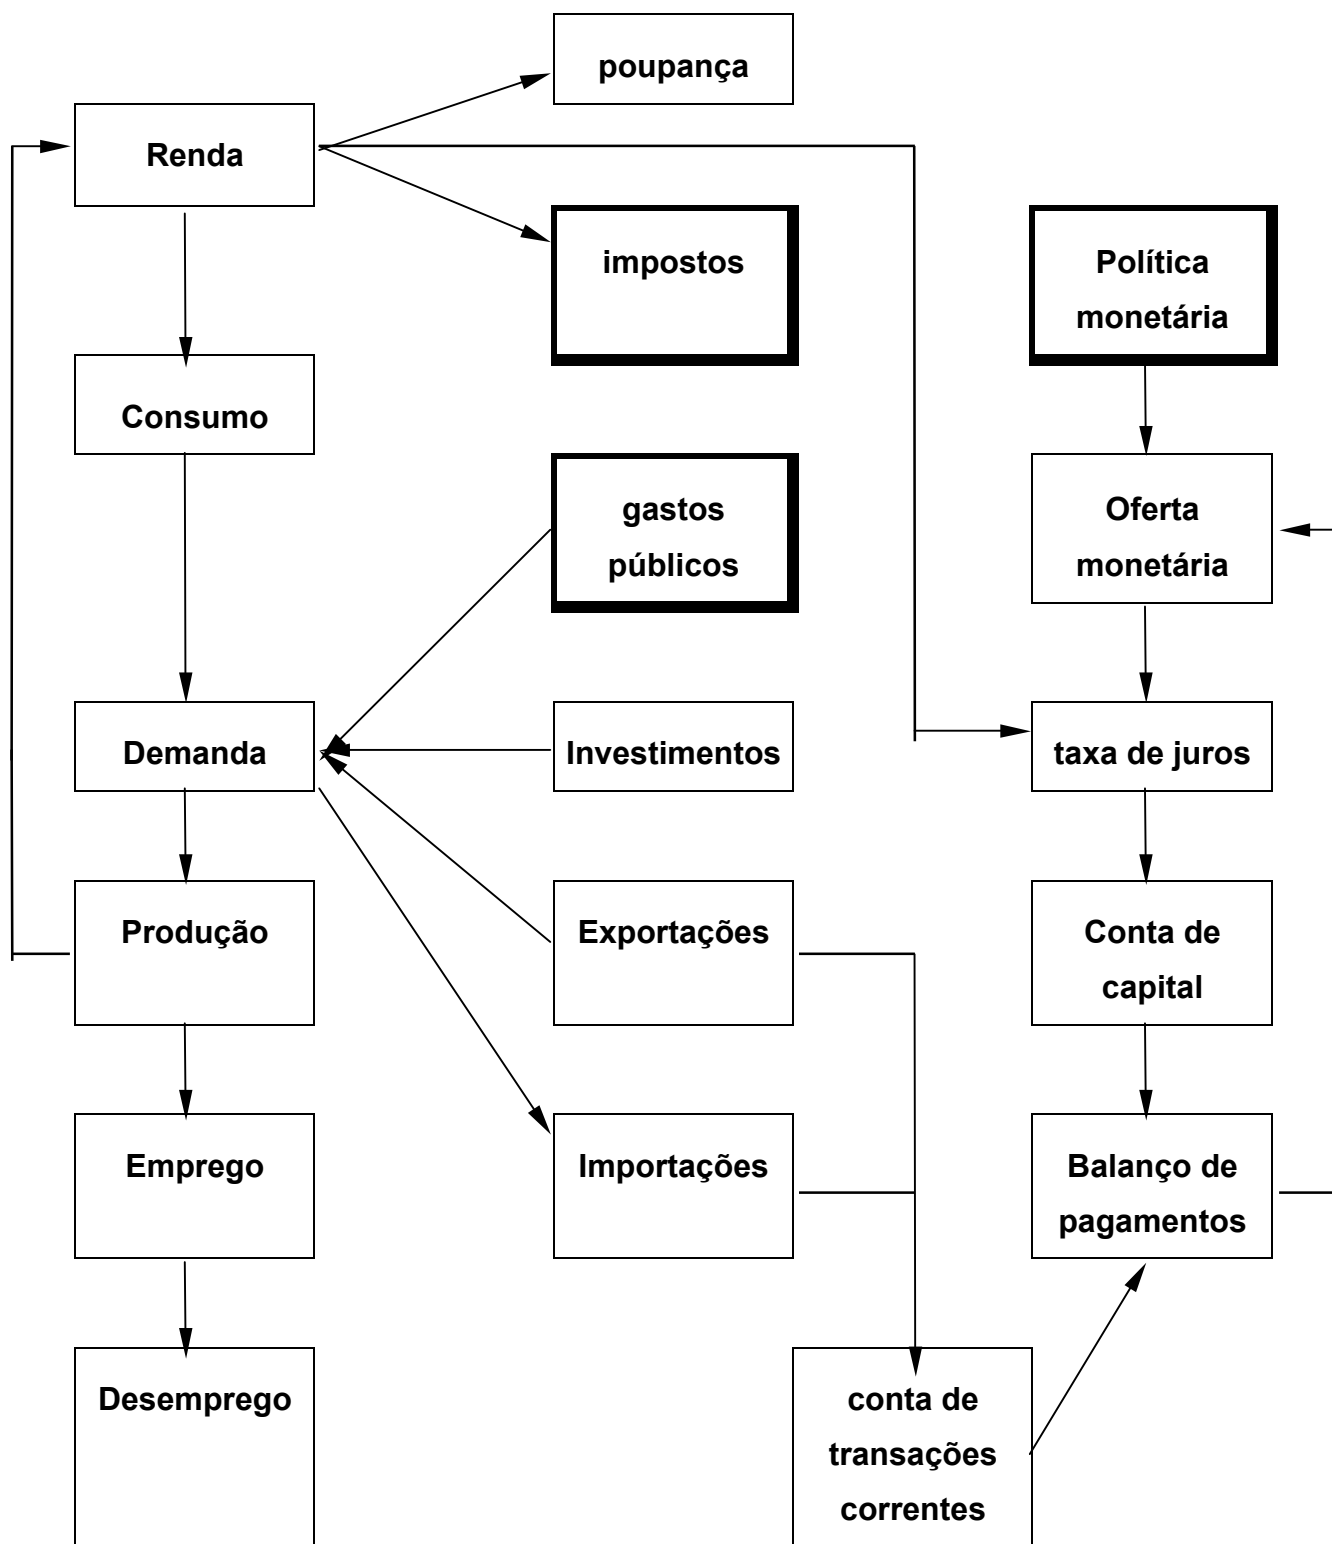 poupança
Renda
impostos
Política
monetária
Consumo
gastos
públicos
Oferta
monetária
Demanda
Investimentos
taxa de juros
Produção
Exportações
Conta de
capital
Emprego
Importações
Balanço de
pagamentos
Desemprego
conta de
transações
correntes